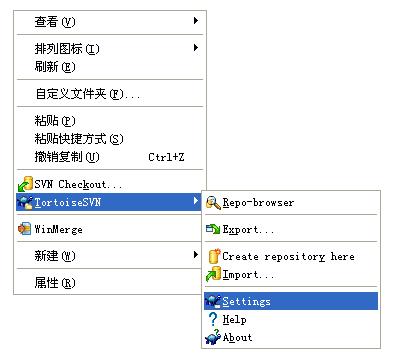 查看(V)
排列图标(I)
刷新(E)
自定义文件夹(F)...
粘贴(P)
粘贴快捷方式(S)
撤销复制(U) Ctrl+Z
SVN Checkout...
TortoiseSVN
WinMerge
新建(W)
属性(R)
Repo-browser
Export...
Create repository here
Import...
Settings
Help
About